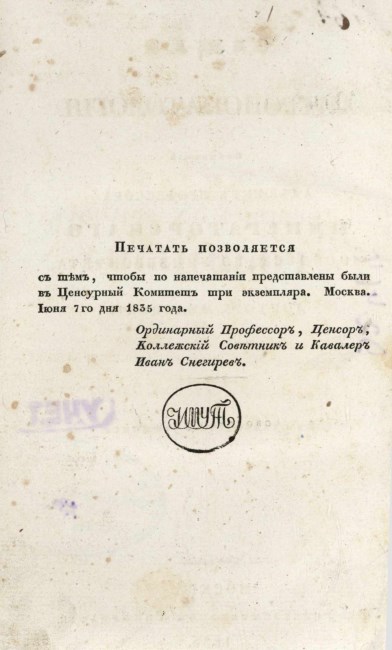 Печатать позволяется
съ тѣмъ, чтобы по напечатаніи представлены были
въ Ценсурный Комитетъ три экземпляра. Москва.
Іюня 7го дня 1835 года.
Ординарный Профессоръ, Ценсоръ,
Коллежскій Совѣтникъ и Кавалеръ
Иванъ Снегиревъ.